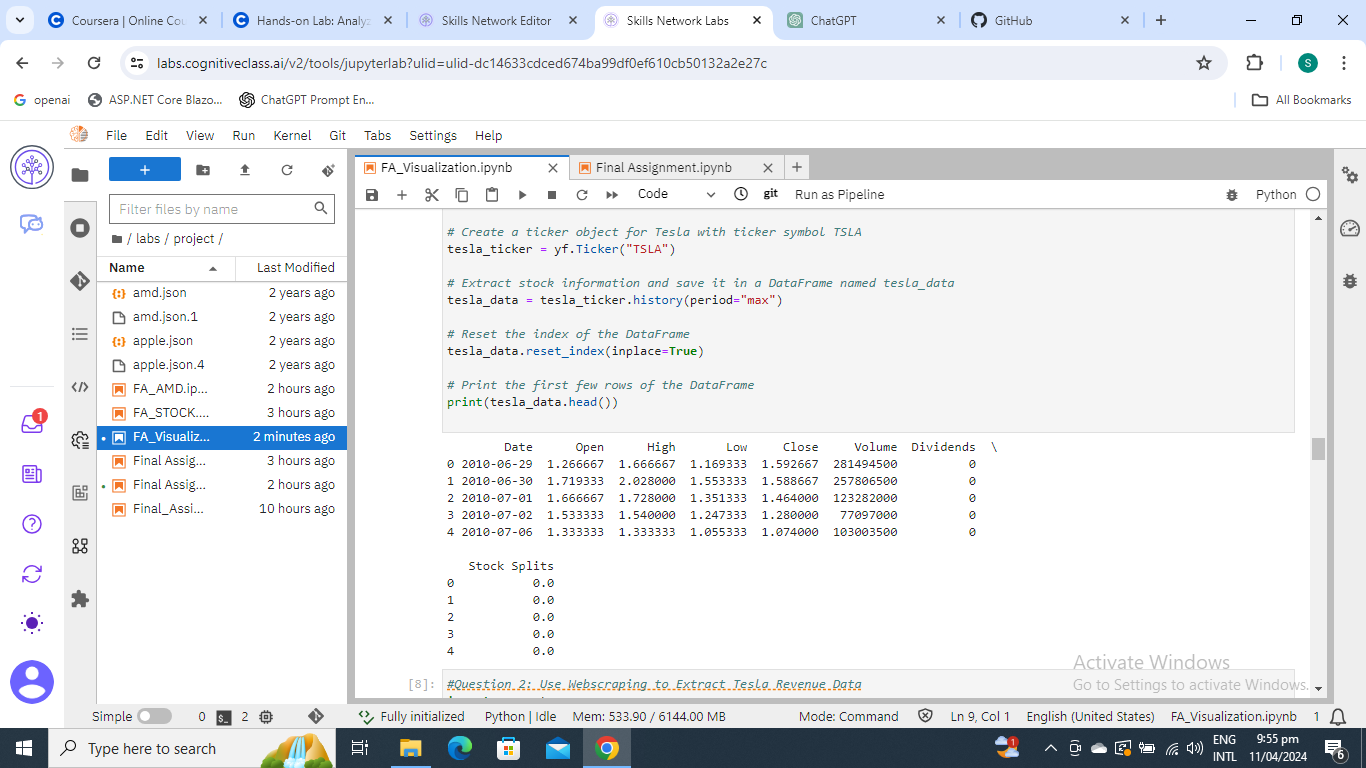 Coursera | Online Cou
Hands-on Lab: Analyz
Skills Network Editor
Skills Network Labs
ChatGPT
GitHub
labs.cognitiveclass.ai/v2/tools/jupyterlab?ulid=ulid-dc14633cdced674ba99df0ef610cb50132a2e27c
S
openai
ASP.NET Core Blazo...
ChatGPT Prompt En...
All Bookmarks
File Edit View Run Kernel Git Tabs Settings Help
Filter files by name
/ labs / project /
Name Last Modified
amd.json 2 years ago
amd.json.1 2 years ago
apple.json 2 years ago
apple.json.4 2 years ago
FA_AMD.ip... 2 hours ago
FA_STOCK.... 3 hours ago
FA_Visualiz... 2 minutes ago
Final Assig... 3 hours ago
Final Assig... 2 hours ago
Final_Assi... 10 hours ago
1
FA_Visualization.ipynb
Final Assignment.ipynb
Code
git
Run as Pipeline
Python
# Create a ticker object for Tesla with ticker symbol TSLA
tesla_ticker = yf.Ticker("TSLA")
# Extract stock information and save it in a DataFrame named tesla_data
tesla_data = tesla_ticker.history(period="max")
# Reset the index of the DataFrame
tesla_data.reset_index(inplace=True)
# Print the first few rows of the DataFrame
print(tesla_data.head())
Date Open High Low Close Volume Dividends \
0 2010-06-29 1.266667 1.666667 1.169333 1.592667 281494500 0
1 2010-06-30 1.719333 2.028000 1.553333 1.588667 257806500 0
2 2010-07-01 1.666667 1.728000 1.351333 1.464000 123282000 0
3 2010-07-02 1.533333 1.540000 1.247333 1.280000 77097000 0
4 2010-07-06 1.333333 1.333333 1.055333 1.074000 103003500 0
Stock Splits
0 0.0
1 0.0
2 0.0
3 0.0
4 0.0
[8]: #Question 2: Use Webscraping to Extract Tesla Revenue Data
Activate Windows
Go to Settings to activate Windows.
Simple 0 2 Fully initialized Python | Idle Mem: 533.90 / 6144.00 MB Mode: Command Ln 9, Col 1 English (United States) FA_Visualization.ipynb 1
Type here to search
1
ENG
INTL
9:55 pm
11/04/2024
6